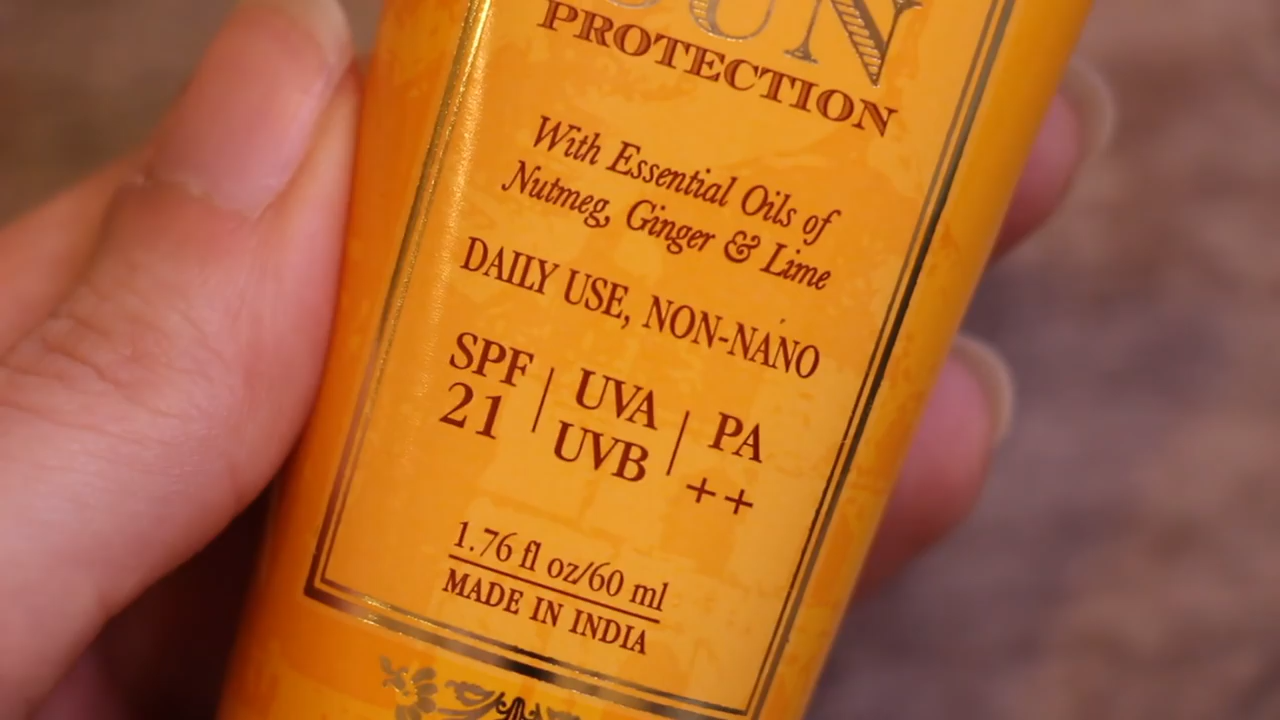 SUN
PROTECTION
With Essential Oils of
Nutmeg, Ginger & Lime
DAILY USE, NON-NANO
SPF 21 | UVA UVB | PA ++
1.76 fl oz/60 ml
MADE IN INDIA